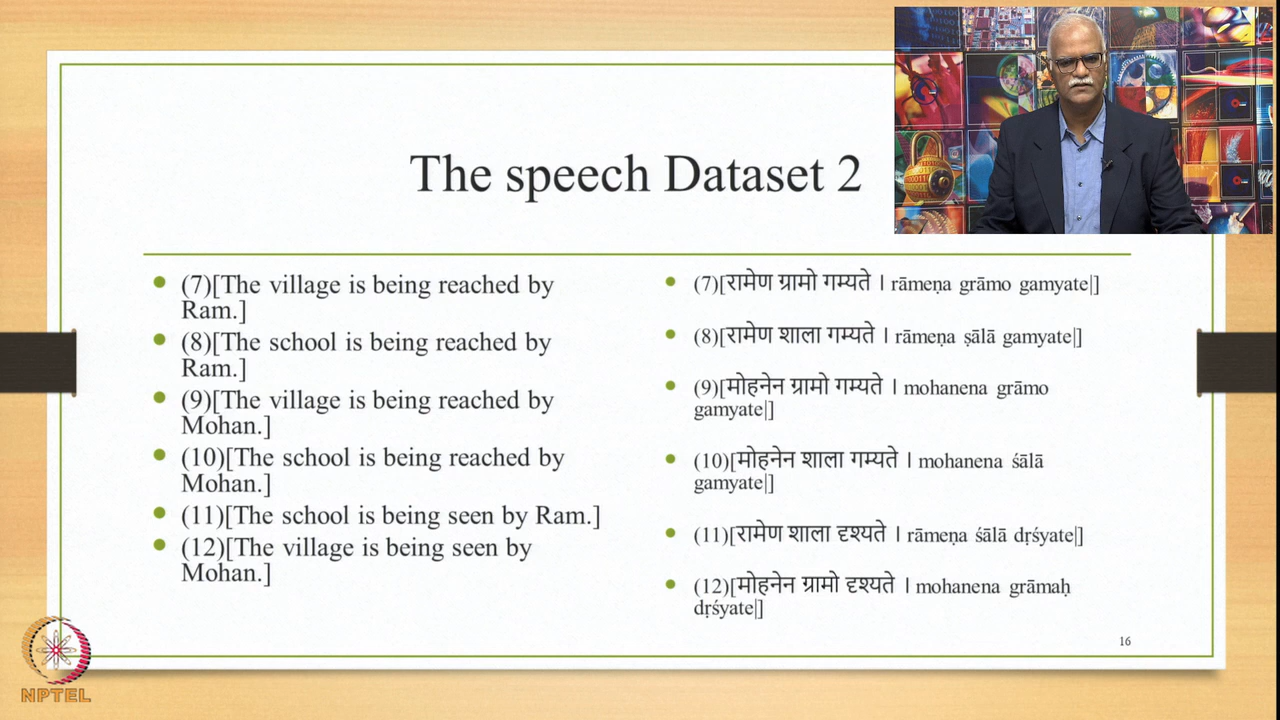 The speech Dataset 2
(7)[The village is being reached by
Ram.]
(8)[The school is being reached by
Ram.]
(9)[The village is being reached by
Mohan.]
(10)[The school is being reached by
Mohan.]
(11)[The school is being seen by Ram.]
(12)[The village is being seen by
Mohan.]
(7)[रामेण ग्रामो गम्यते । rāmeṇa grāmo gamyate|]
(8)[रामेण शाला गम्यते । rāmeṇa ṣālā gamyate|]
(9)[मोहनेन ग्रामो गम्यते । mohanena grāmo
gamyate|]
(10)[मोहनेन शाला गम्यते । mohanena śālā
gamyate|]
(11)[रामेण शाला दृश्यते । rāmeṇa śālā dṛśyate|]
(12)[मोहनेन ग्रामो दृश्यते । mohanena grāmaḥ
dṛśyate|]
16
NPTEL